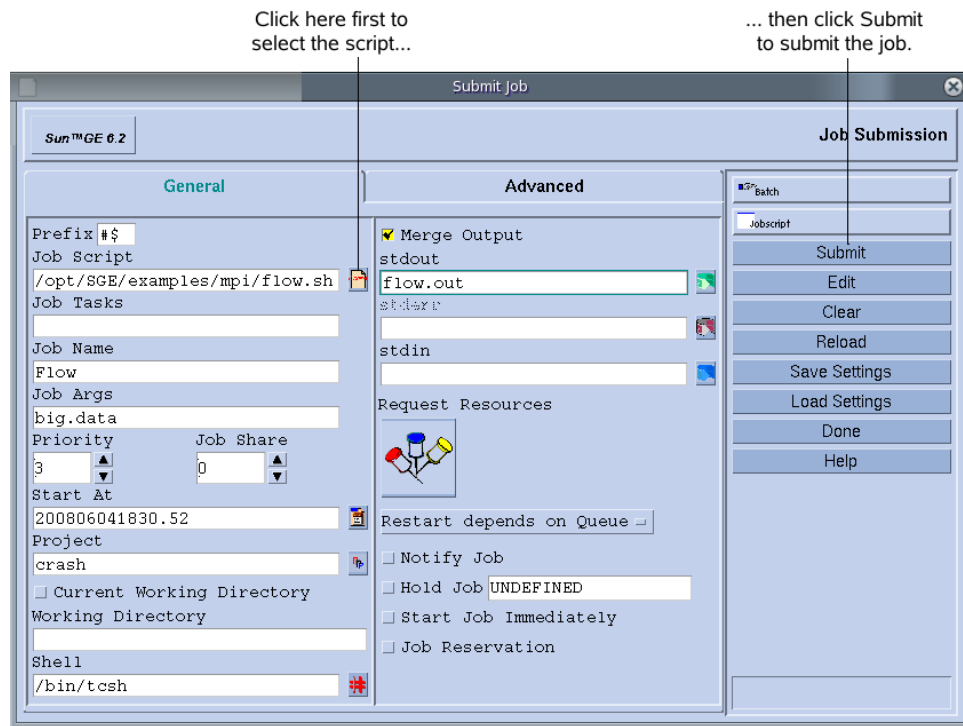 Click here first to
select the script...
... then click Submit
to submit the job.
Submit Job
Sun™GE 6.2
Job Submission
General
Advanced
Prefix #$
Job Script
/opt/SGE/examples/mpi/flow.sh
Job Tasks
Job Name
Flow
Job Args
big.data
Priority Job Share
3 0
Start At
200806041830.52
Project
crash
Current Working Directory
Working Directory
Shell
/bin/tcsh
Merge Output
stdout
flow.out
stderr
stdin
Request Resources
Restart depends on Queue
Notify Job
Hold Job UNDEFINED
Start Job Immediately
Job Reservation
Batch
Jobscript
Submit
Edit
Clear
Reload
Save Settings
Load Settings
Done
Help